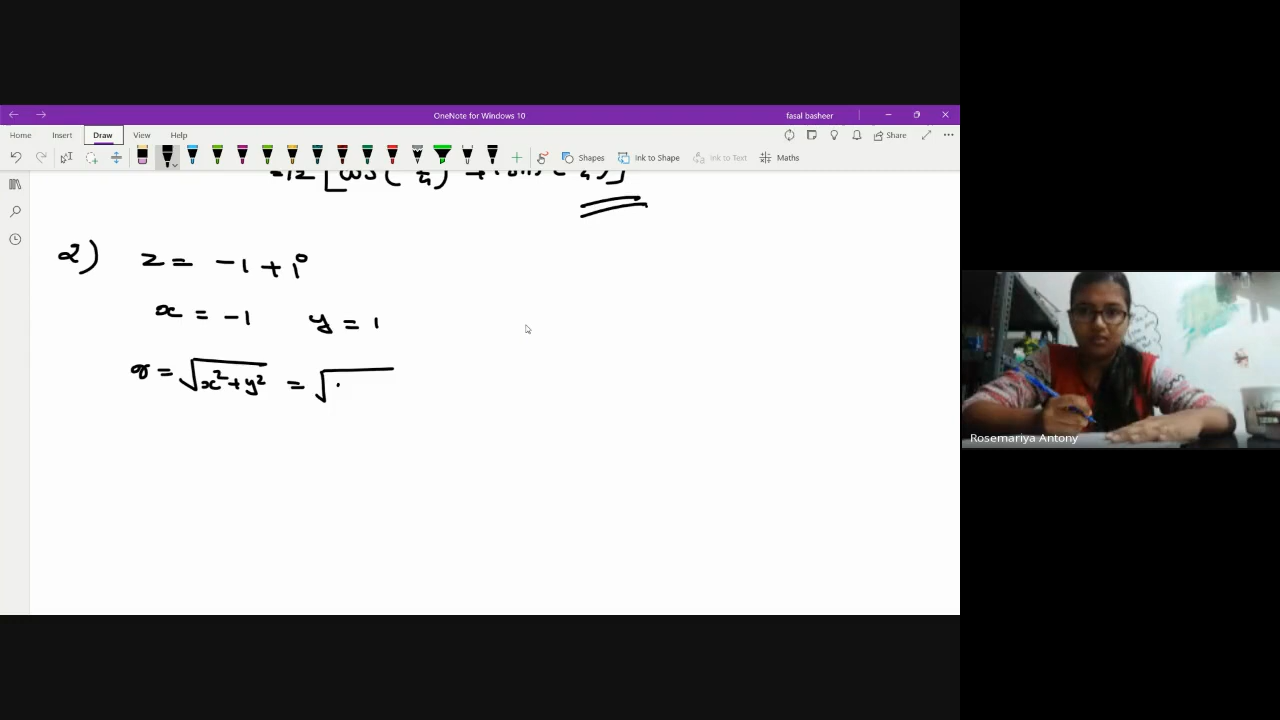 OneNote for Windows 10
fasal basheer
Home Insert Draw View Help
Share
Shapes Ink to Shape Ink to Text Maths
2) z = -1 + i
x = -1 y = 1
r = √x²+y² = √
Rosemariya Antony